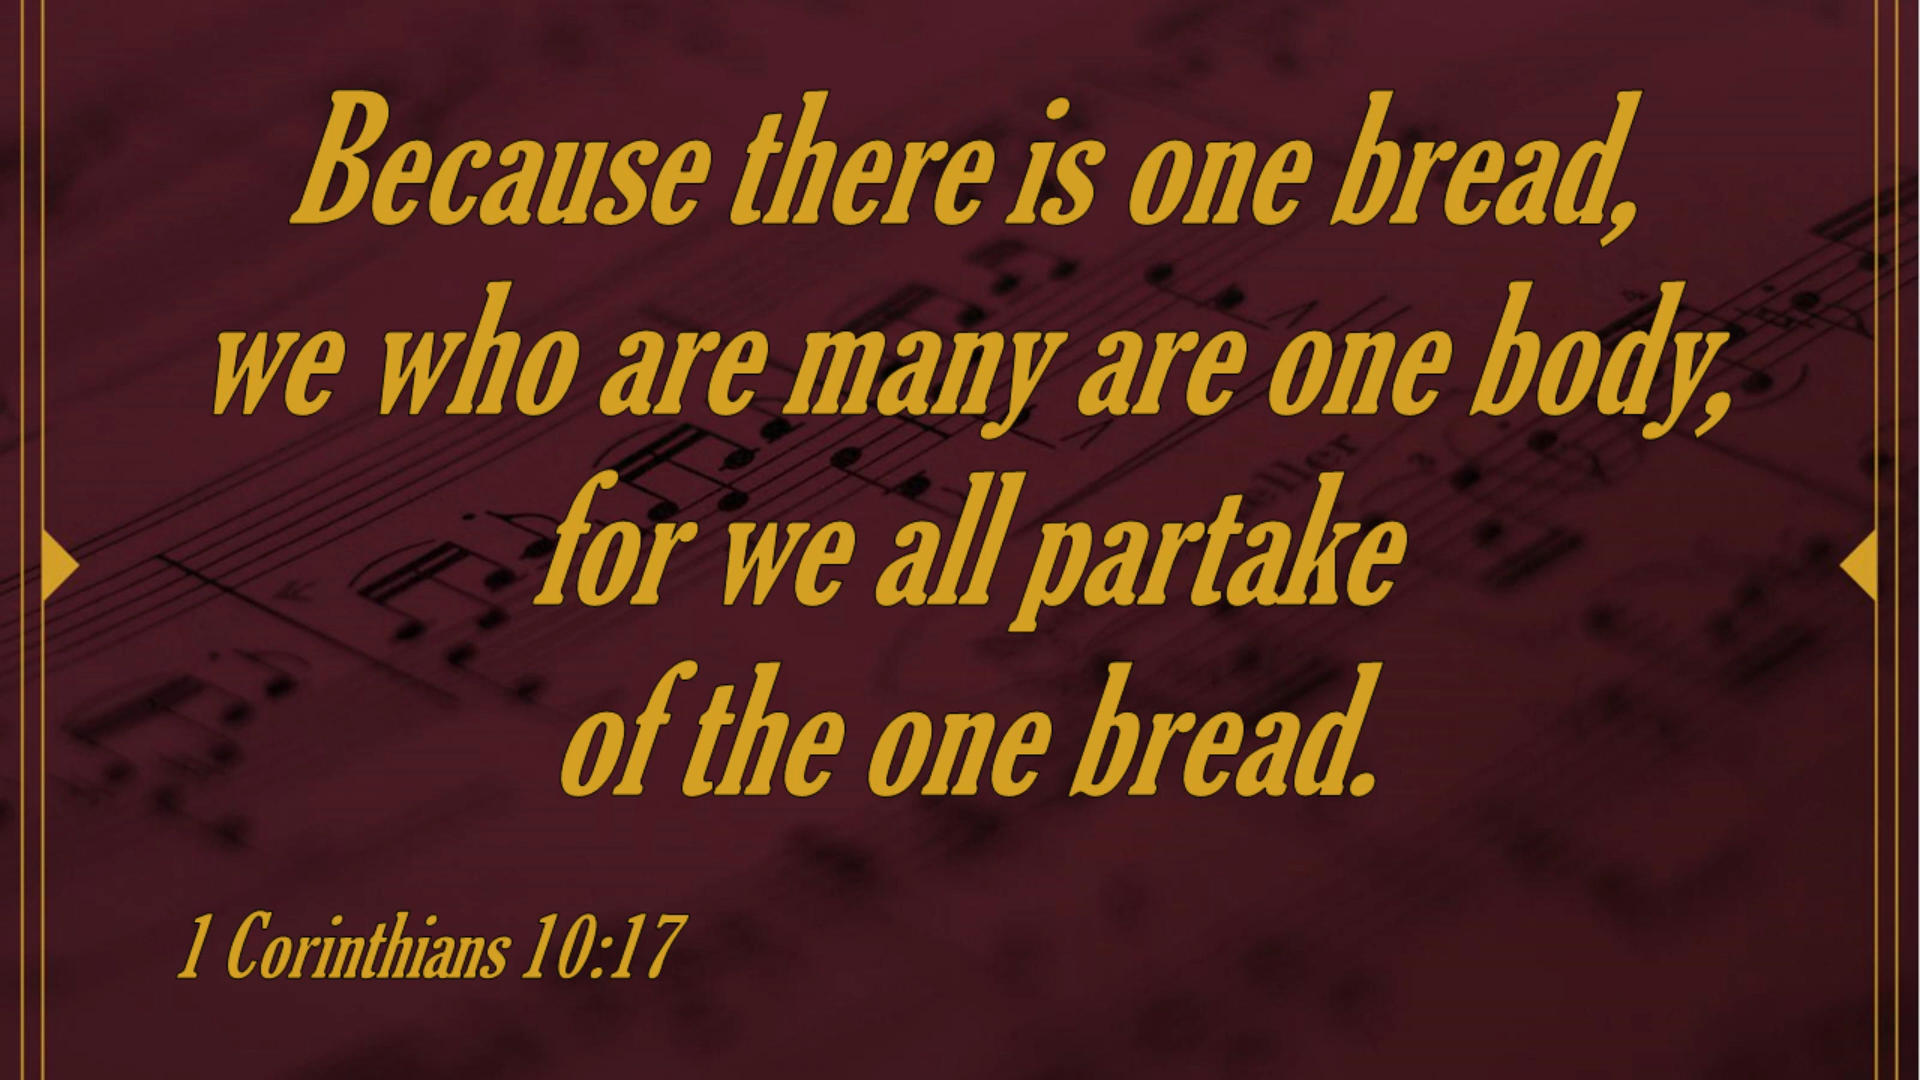 Because there is one bread,
we who are many are one body,
for we all partake
of the one bread.
1 Corinthians 10:17